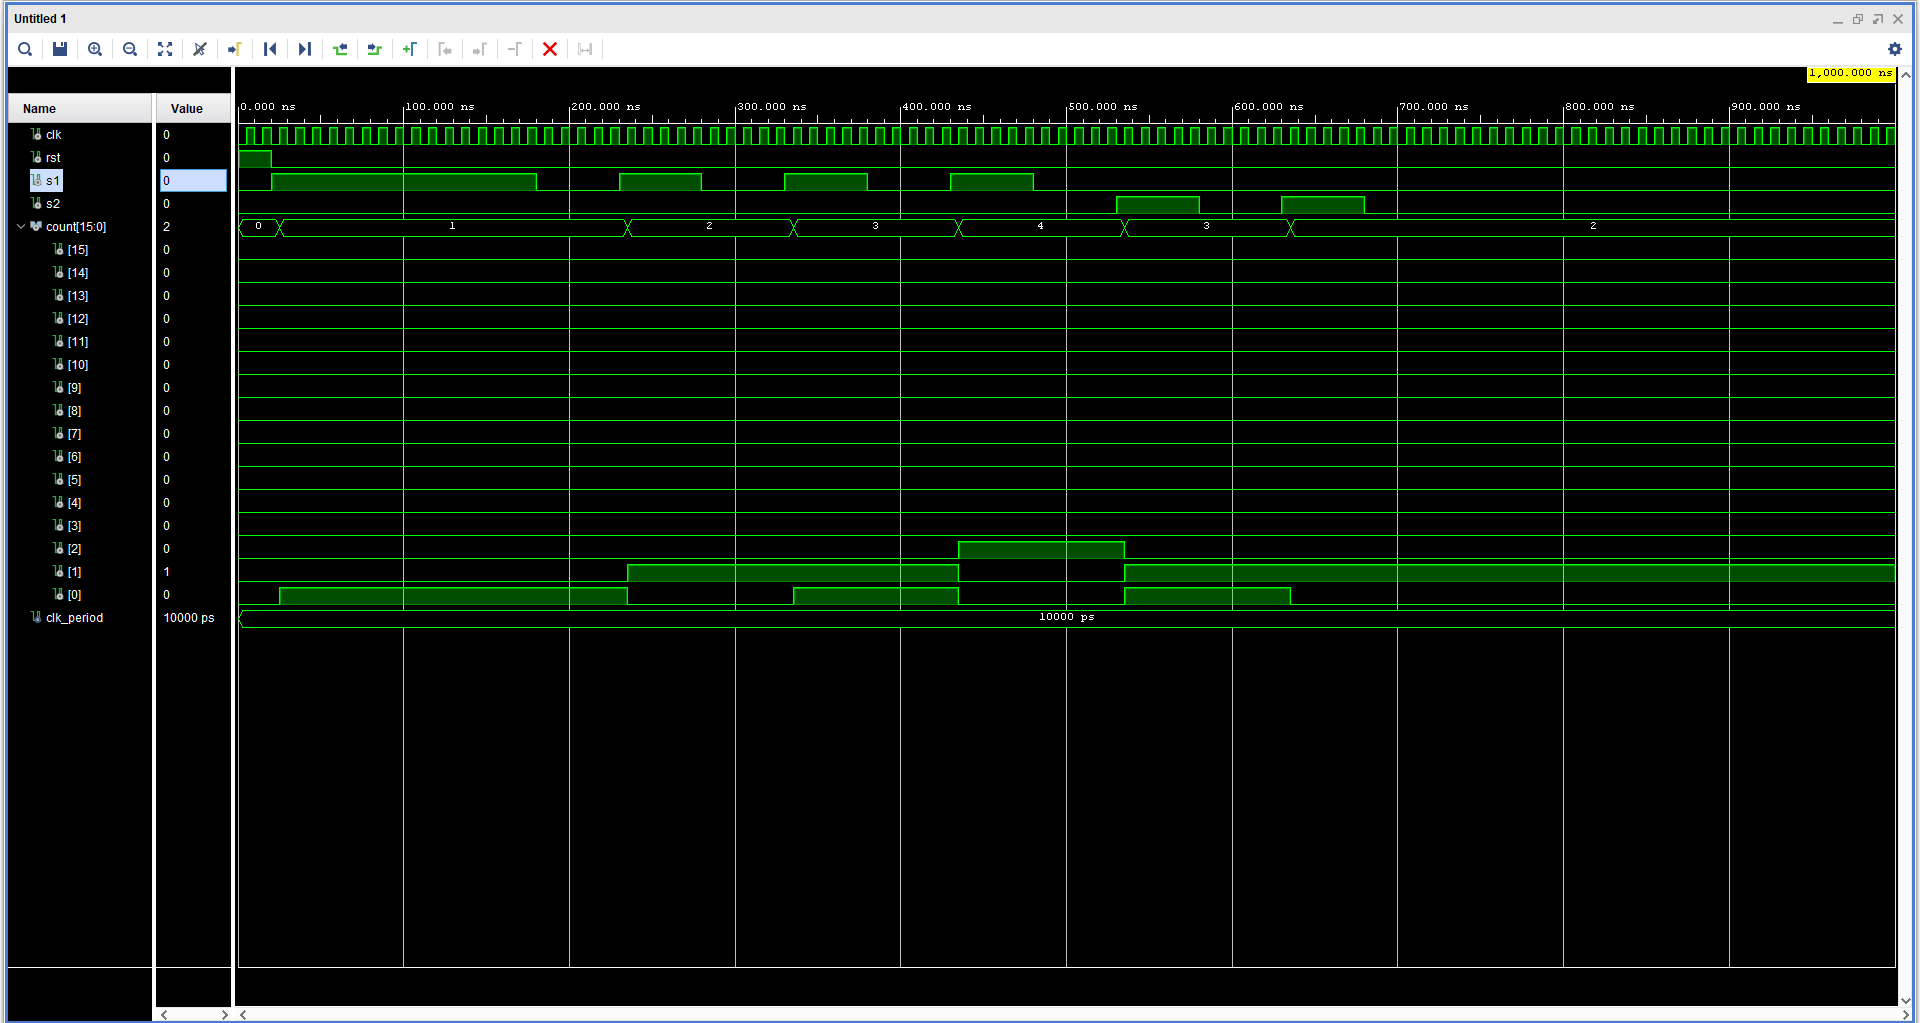 Untitled 1
1,000.000 ns
Name Value
0.000 ns 100.000 ns 200.000 ns 300.000 ns 400.000 ns 500.000 ns 600.000 ns 700.000 ns 800.000 ns 900.000 ns
clk 0
rst 0
s1 0
s2 0
count[15:0] 2 0 1 2 3 4 3 2
[15] 0
[14] 0
[13] 0
[12] 0
[11] 0
[10] 0
[9] 0
[8] 0
[7] 0
[6] 0
[5] 0
[4] 0
[3] 0
[2] 0
[1] 1
[0] 0
clk_period 10000 ps 10000 ps